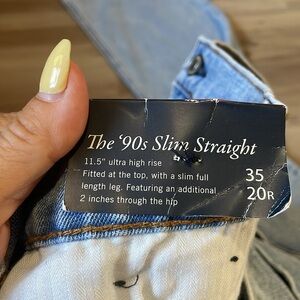 The '90s Slim Straight
11.5" ultra high rise
Fitted at the top, with a slim full
length leg. Featuring an additional
2 inches through the hip
35
20R